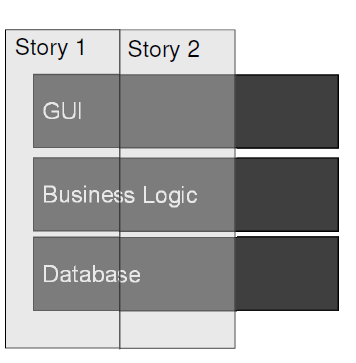 Story 1
Story 2
GUI
Business Logic
Database